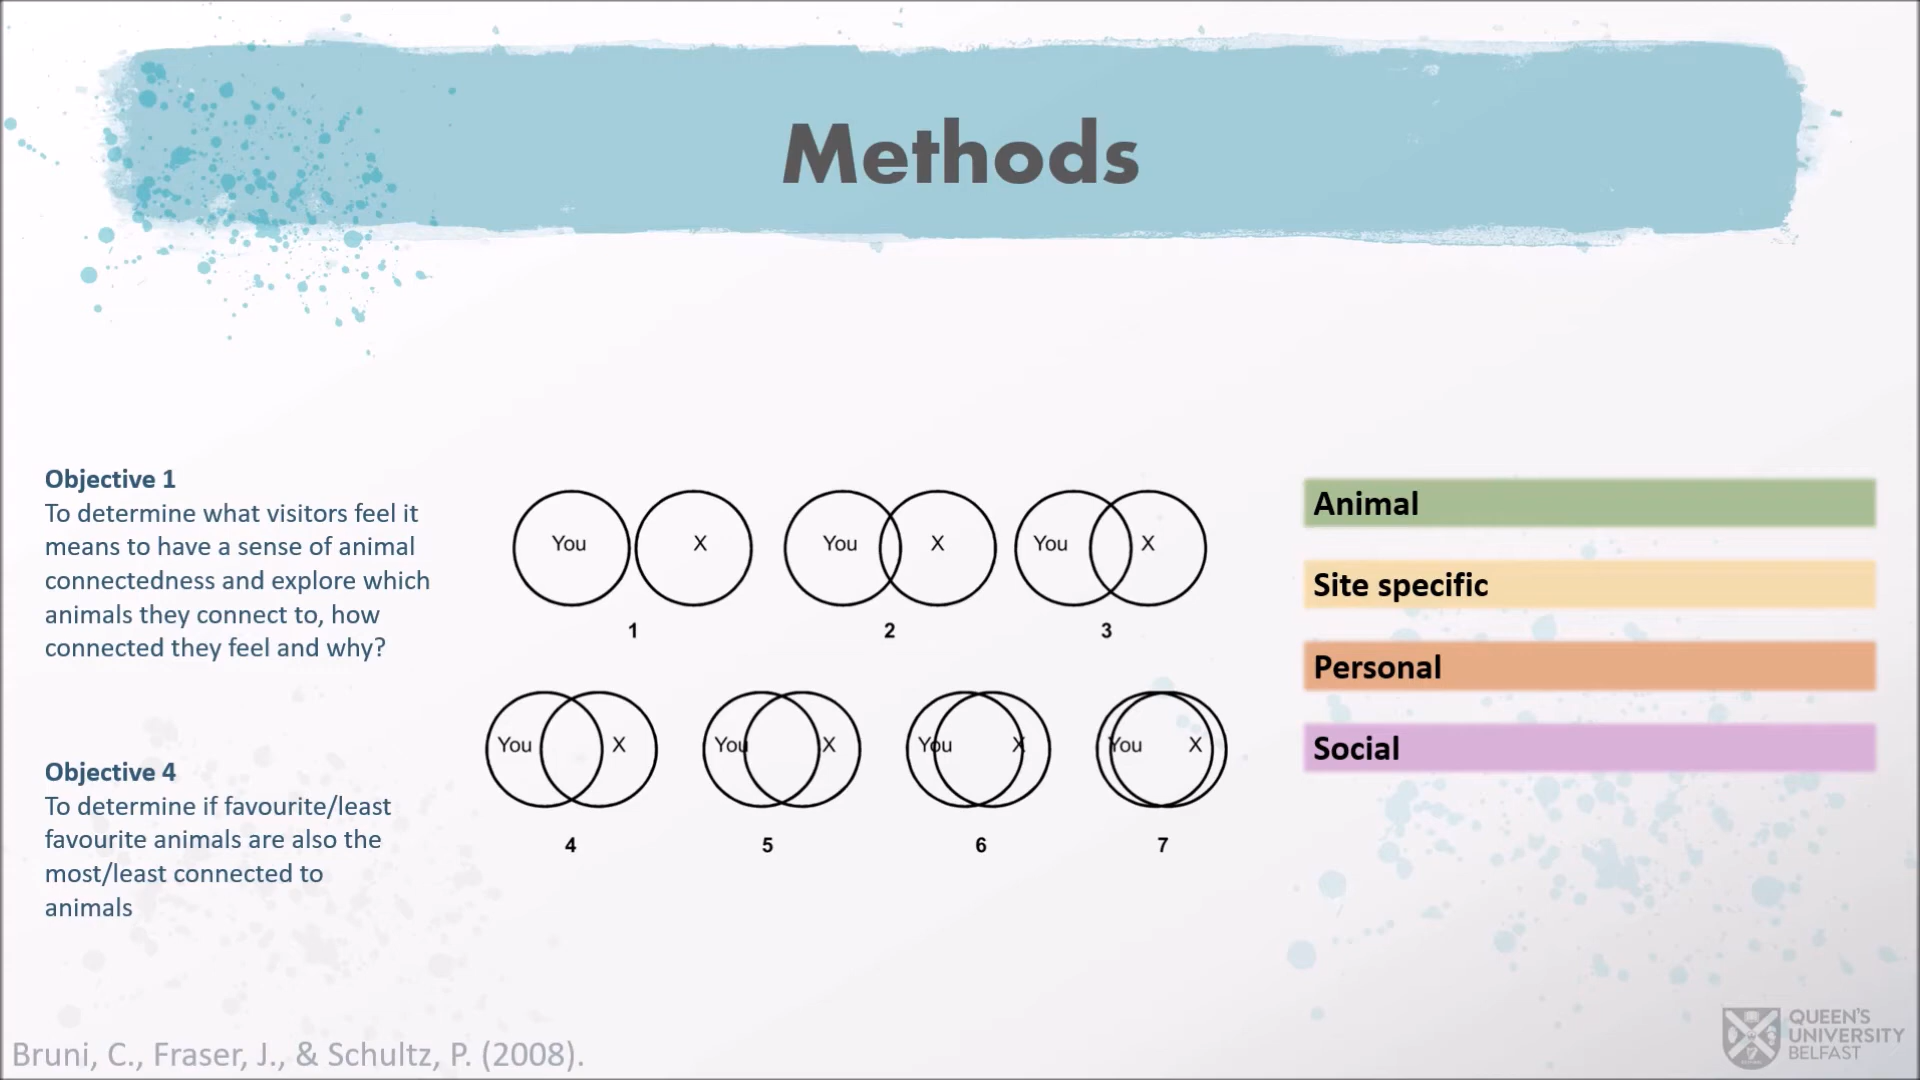 Methods
Objective 1
To determine what visitors feel it
means to have a sense of animal
connectedness and explore which
animals they connect to, how
connected they feel and why?
Objective 4
To determine if favourite/least
favourite animals are also the
most/least connected to
animals
You X You X You X
1 2 3
You X You X You X You X
4 5 6 7
Animal
Site specific
Personal
Social
Bruni, C., Fraser, J., & Schultz, P. (2008).
QUEEN'S
UNIVERSITY
BELFAST